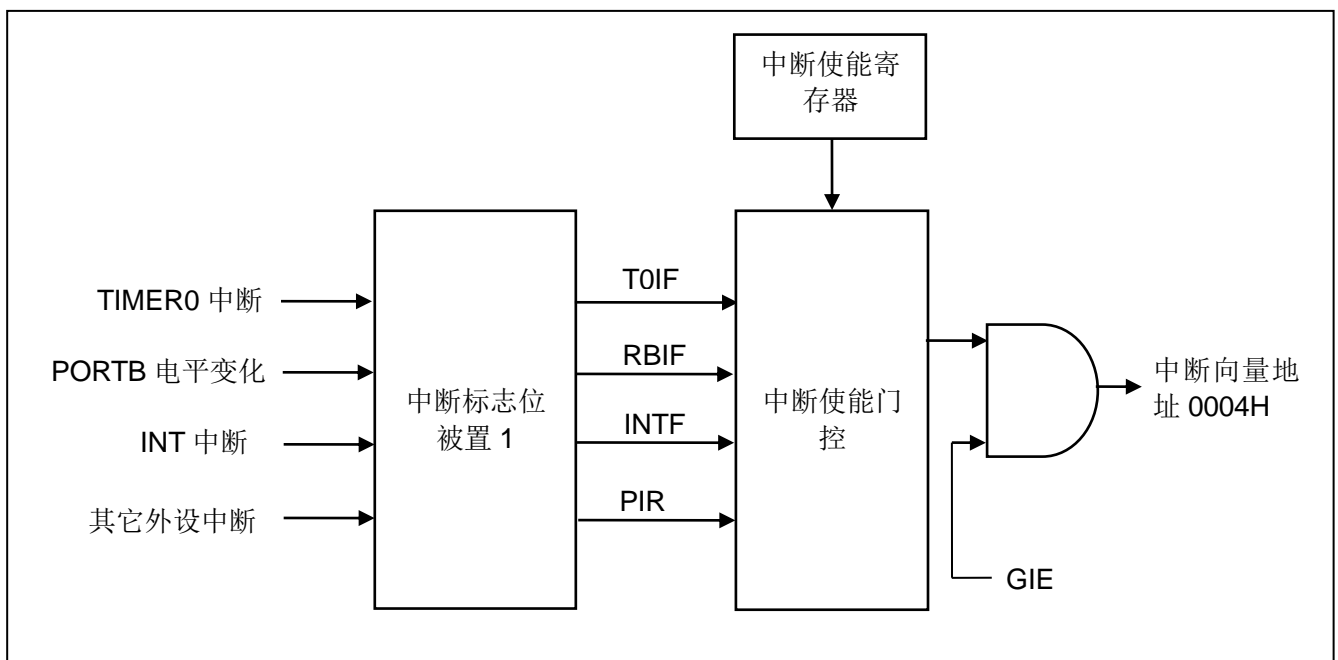 中断使能寄
存器
TIMER0 中断
PORTB 电平变化
INT 中断
其它外设中断
中断标志位
被置 1
T0IF
RBIF
INTF
PIR
中断使能门
控
中断向量地
址 0004H
GIE